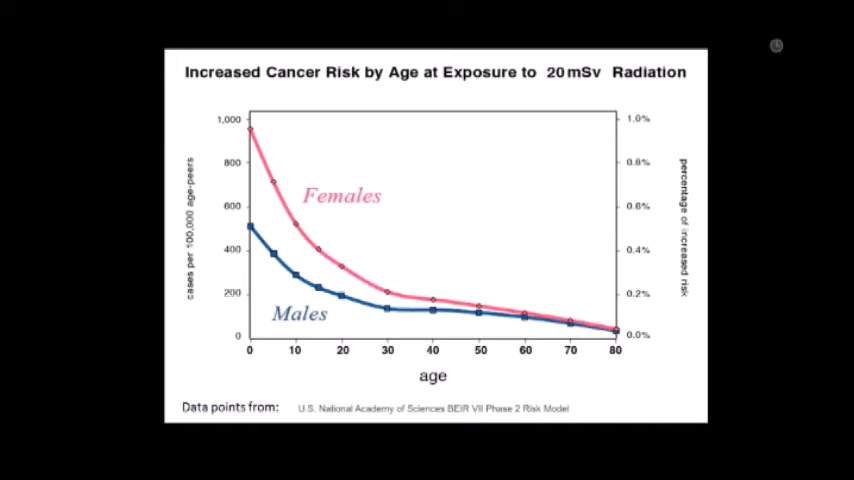 Increased Cancer Risk by Age at Exposure to 20 mSv Radiation
1,000
800
600
400
200
0
cases per 100,000 age-peers
1.0%
0.8%
0.6%
0.4%
0.2%
0.0%
percentage of increased risk
Females
Males
0 10 20 30 40 50 60 70 80
age
Data points from: U.S. National Academy of Sciences BEIR VII Phase 2 Risk Model